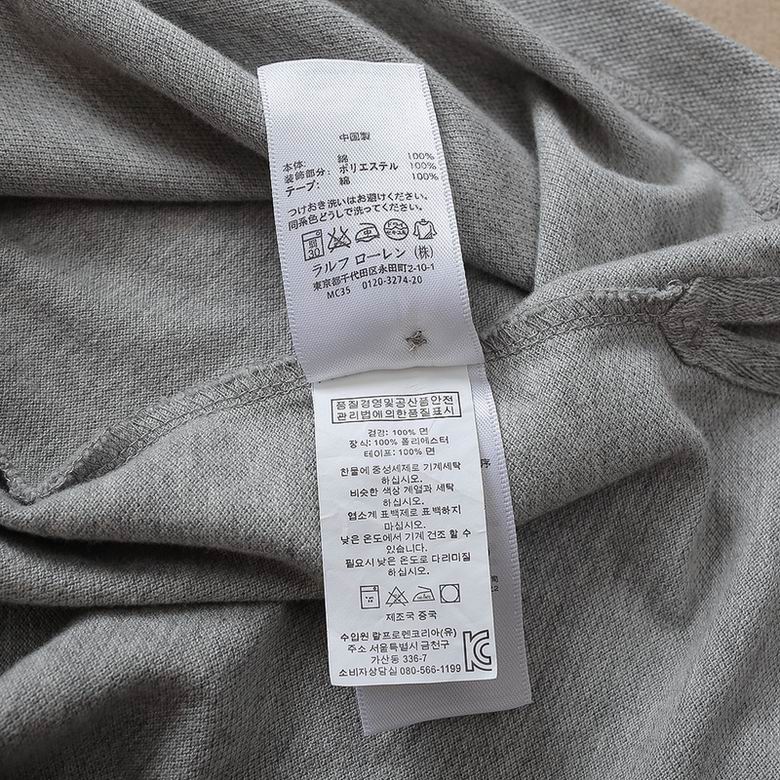 中国製
本体: 綿 100%
装飾部分: ポリエステル 100%
テープ: 綿 100%
つけおき洗いはお避けください。
同系色どうしで洗ってください。
弱 30 中
ラルフ ローレン (株)
東京都千代田区永田町2-10-1
MC35 0120-3274-20
품질경영및공산품안전
관리법에의한품질표시
겉감: 100% 면
장식: 100% 폴리에스터
테이프: 100% 면
찬물에 중성세제로 기계세탁
하십시오.
비슷한 색상 계열과 세탁
하십시오.
염소계 표백제로 표백하지
마십시오.
낮은 온도에서 기계 건조 할 수
있습니다.
필요시 낮은 온도로 다리미질
하십시오.
제조국 중국
수입원 랄프로렌코리아(유)
주소 서울특별시 금천구
가산동 336-7
소비자상담실 080-566-1199
序